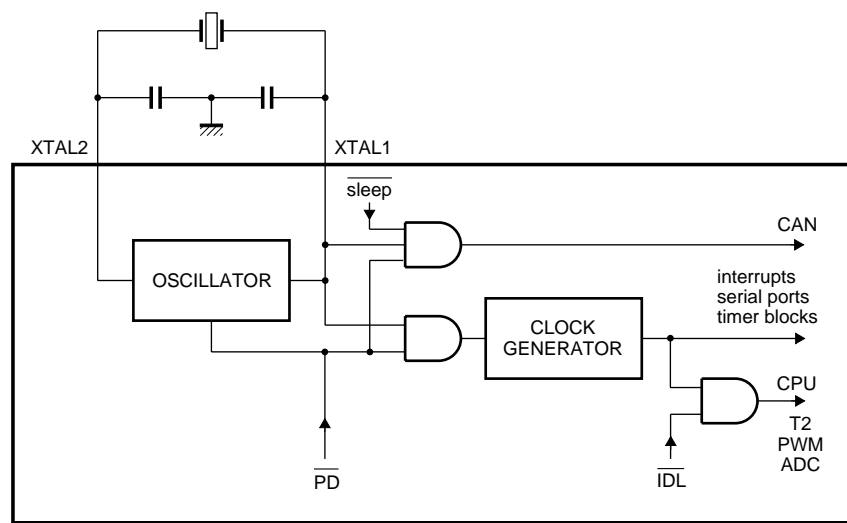 XTAL2
XTAL1
sleep
CAN
OSCILLATOR
interrupts
serial ports
timer blocks
CLOCK
GENERATOR
CPU
T2
PWM
ADC
PD
IDL